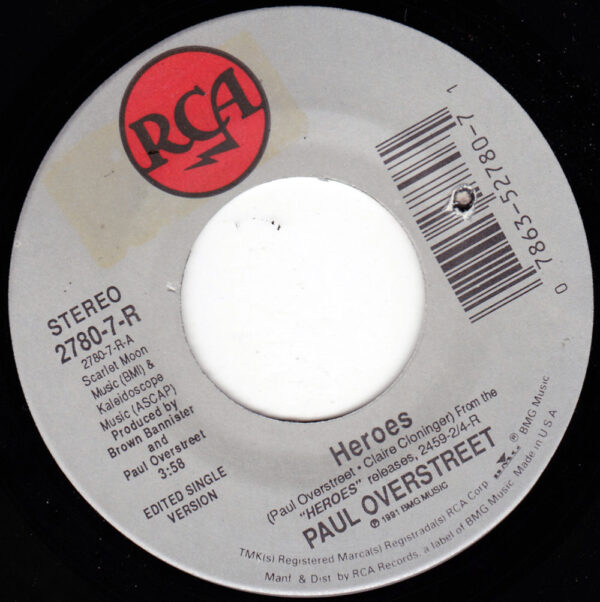 RCA
0 7863-52780-7 1
STEREO
2780-7-R
2780-7-R-A
Scarlet Moon
Music (BMI) &
Kaleidoscope
Music (ASCAP)
Produced by
Brown Bannister
and
Paul Overstreet
3:58
EDITED SINGLE
VERSION
Heroes
(Paul Overstreet • Claire Cloninger) From the
"HEROES" releases, 2459-2/4-R
PAUL OVERSTREET
℗ 1991 BMG MUSIC
TMK(s) Registered Marca(s) Registrada(s) RCA Corp. BMG ® BMG Music
Manf. & Dist. by RCA Records, a label of BMG Music Made in U.S.A